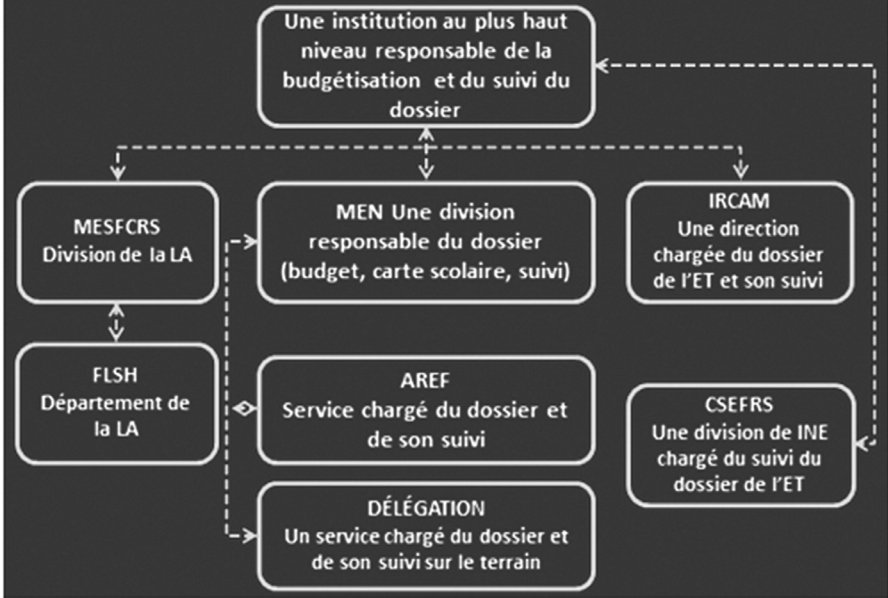 Une institution au plus haut
niveau responsable de la
budgétisation et du suivi du
dossier
MESFCRS
Division de la LA
MEN Une division
responsable du dossier
(budget, carte scolaire, suivi)
IRCAM
Une direction
chargée du dossier
de l'ET et son suivi
FLSH
Département de
la LA
AREF
Service chargé du dossier et
de son suivi
CSEFRS
Une division de INE
chargé du suivi du
dossier de l'ET
DÉLÉGATION
Un service chargé du dossier et
de son suivi sur le terrain